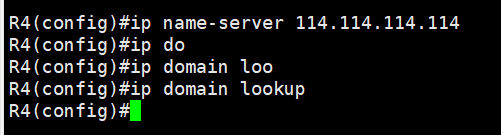 R4(config)#ip name-server 114.114.114.114
R4(config)#ip do
R4(config)#ip domain loo
R4(config)#ip domain lookup
R4(config)#